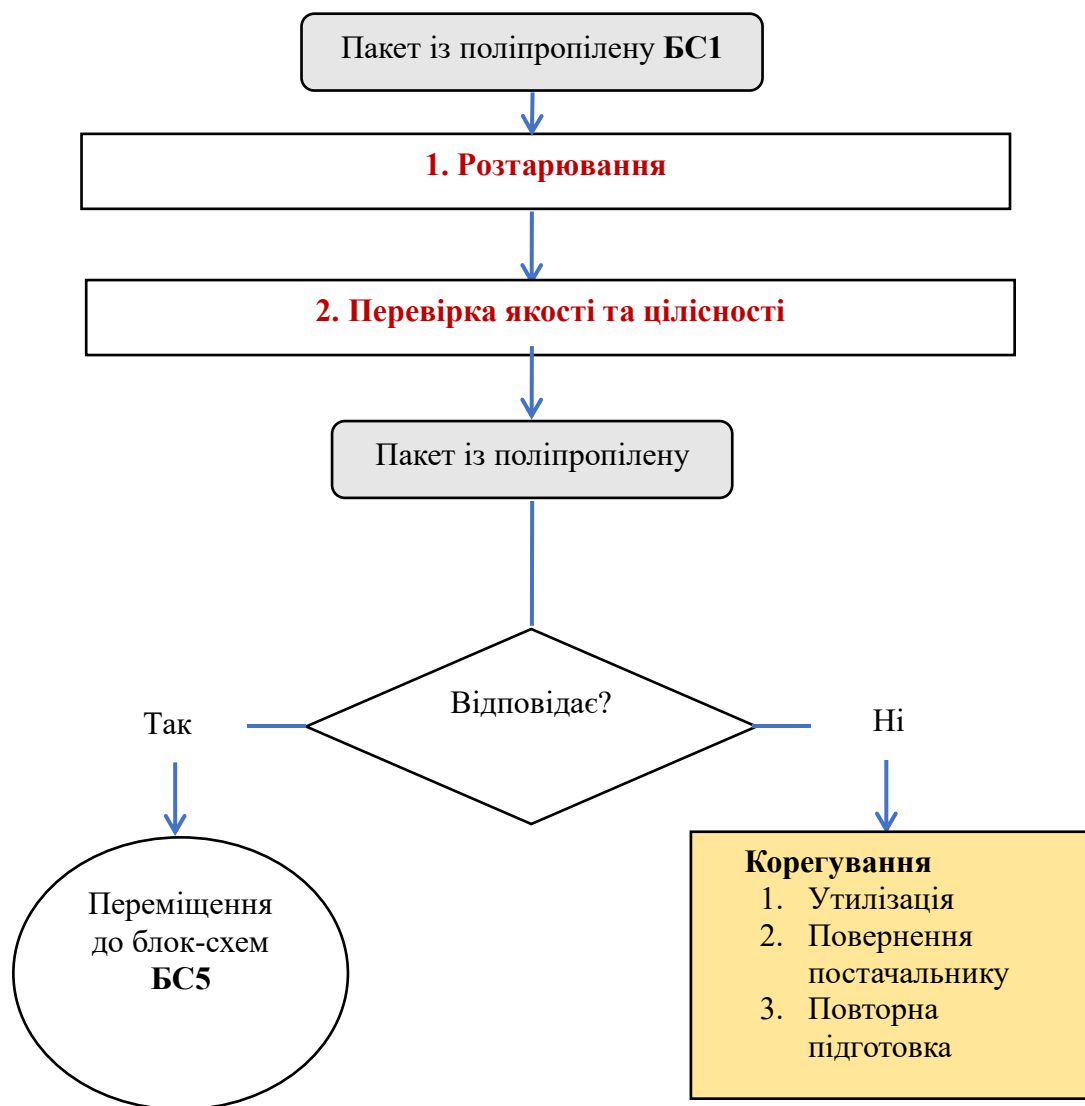 Пакет із поліпропілену БС1
1. Розтарювання
2. Перевірка якості та цілісності
Пакет із поліпропілену
Відповідає?
Так
Ні
Переміщення
до блок-схем
БС5
Корегування
1. Утилізація
2. Повернення
постачальнику
3. Повторна
підготовка